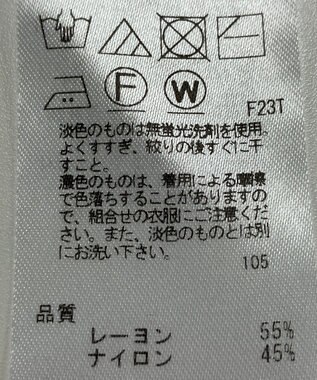 F W
F23T
淡色のものは無蛍光洗剤を使用。
よくすすぎ、絞りの後すぐに干
すこと。
濃色のものは、着用による摩擦
で色落ちすることがありますの
で、組合せの衣服にご注意くだ
さい。また、淡色のものとは別
にお洗い下さい。
105
品質
レーヨン 55%
ナイロン 45%